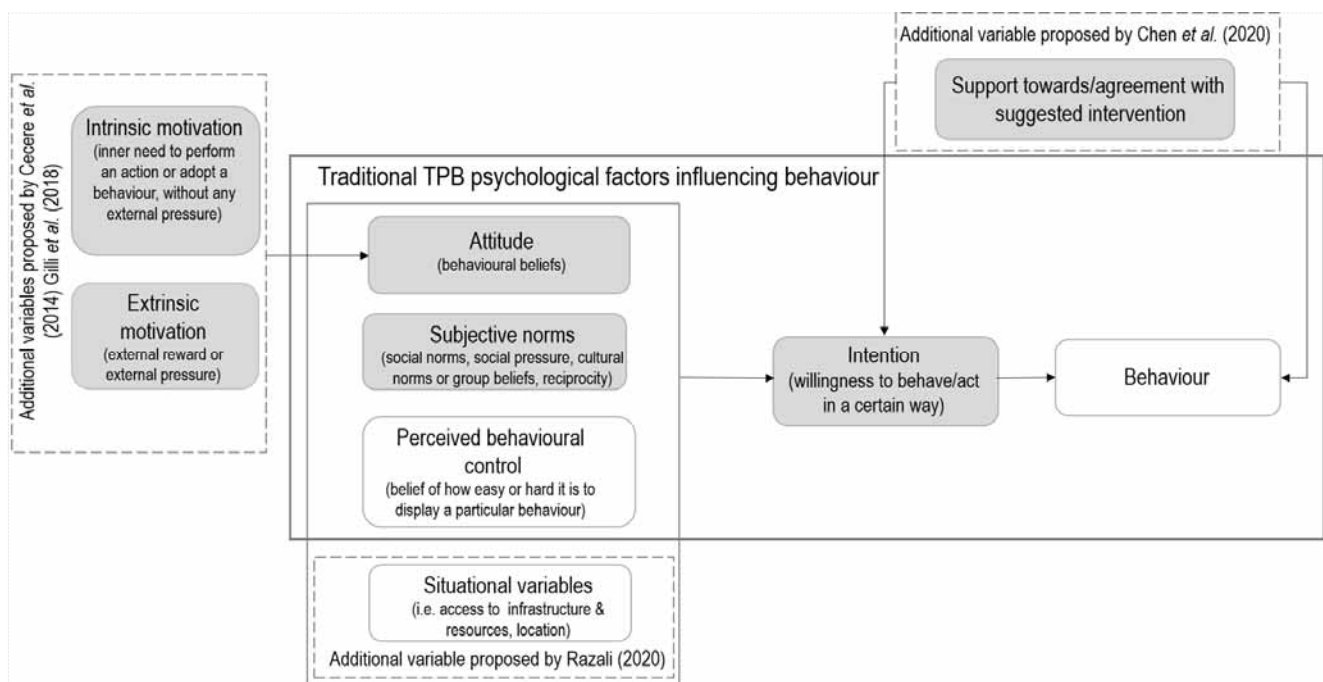 Additional variable proposed by Chen et al. (2020)
Support towards/agreement with
suggested intervention
Additional variables proposed by Cecere et al.
(2014) Gilli et al. (2018)
Intrinsic motivation
(inner need to perform
an action or adopt a
behaviour, without any
external pressure)
Extrinsic
motivation
(external reward or
external pressure)
Traditional TPB psychological factors influencing behaviour
Attitude
(behavioural beliefs)
Subjective norms
(social norms, social pressure, cultural
norms or group beliefs, reciprocity)
Perceived behavioural
control
(belief of how easy or hard it is to
display a particular behaviour)
Intention
(willingness to behave/act
in a certain way)
Behaviour
Situational variables
(i.e. access to infrastructure &
resources, location)
Additional variable proposed by Razali (2020)